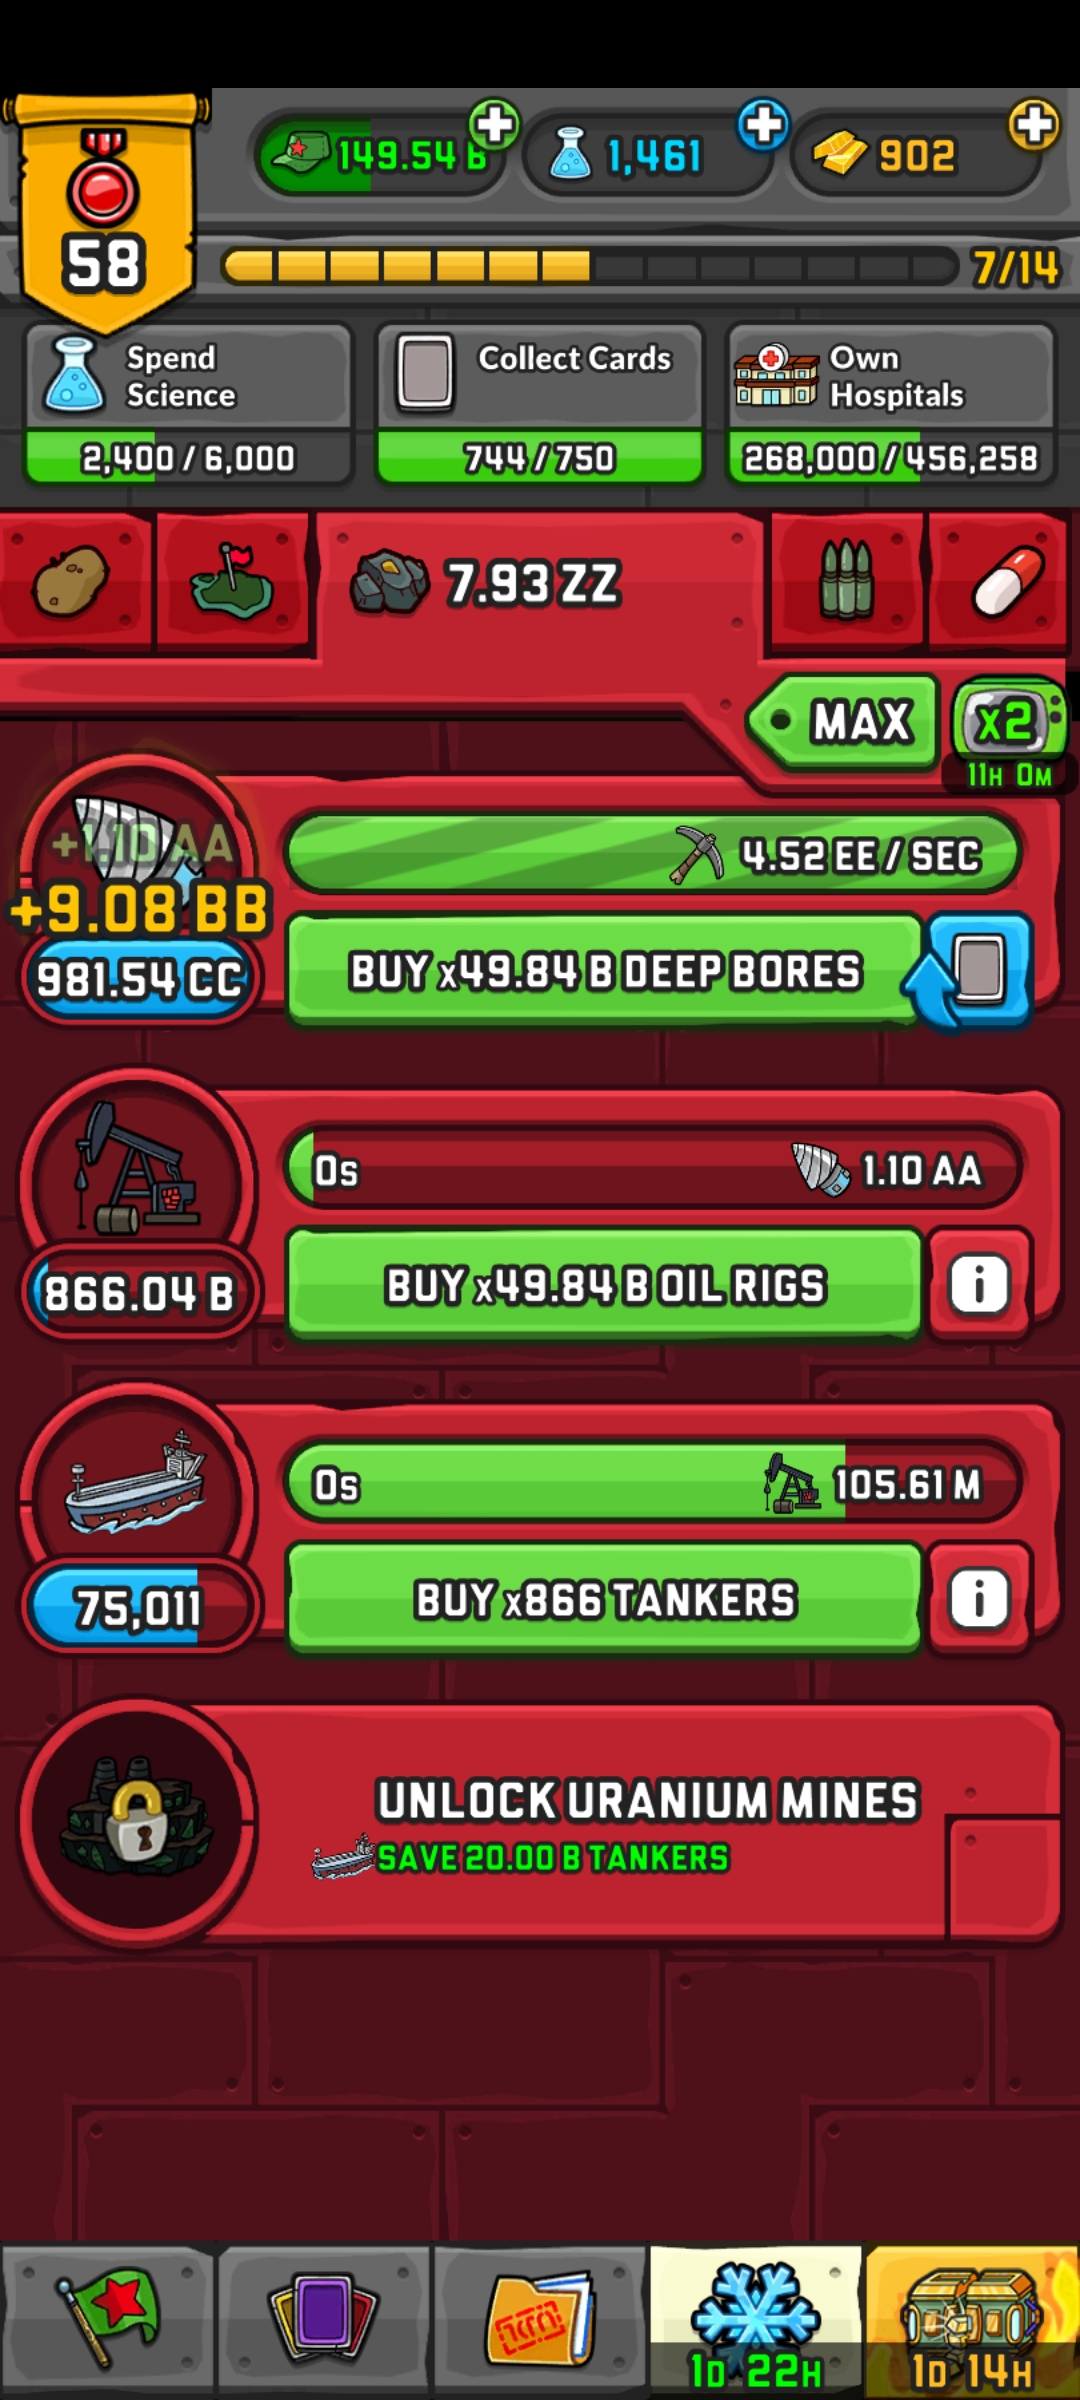 149.54 B
1,461
902
58
7/14
Spend
Science
2,400 / 6,000
Collect Cards
744 / 750
Own
Hospitals
268,000 / 456,258
7.93 ZZ
MAX
x2
11H 0M
+1.10 AA
+9.08 BB
981.54 CC
4.52 EE / SEC
BUY x49.84 B DEEP BORES
0s
1.10 AA
866.04 B
BUY x49.84 B OIL RIGS
i
0s
105.61 M
75,011
BUY x866 TANKERS
i
UNLOCK URANIUM MINES
SAVE 20.00 B TANKERS
1D 22H
1D 14H